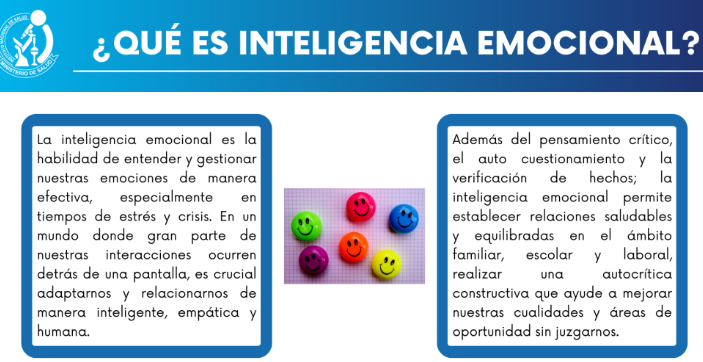 ¿QUÉ ES INTELIGENCIA EMOCIONAL?
La inteligencia emocional es la
habilidad de entender y gestionar
nuestras emociones de manera
efectiva, especialmente en
tiempos de estrés y crisis. En un
mundo donde gran parte de
nuestras interacciones ocurren
detrás de una pantalla, es crucial
adaptarnos y relacionarnos de
manera inteligente, empática y
humana.
Además del pensamiento crítico,
el auto cuestionamiento y la
verificación de hechos; la
inteligencia emocional permite
establecer relaciones saludables
y equilibradas en el ámbito
familiar, escolar y laboral,
realizar una autocrítica
constructiva que ayude a mejorar
nuestras cualidades y áreas de
oportunidad sin juzgarnos.